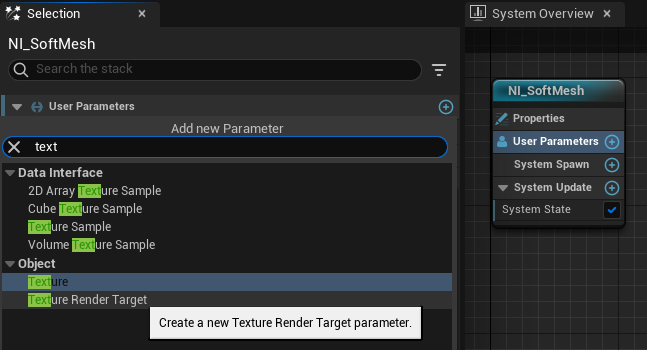 Selection
System Overview
NI_SoftMesh
Search the stack
User Parameters
Add new Parameter
text
Data Interface
2D Array Texture Sample
Cube Texture Sample
Texture Sample
Volume Texture Sample
Object
Texture
Texture Render Target
Create a new Texture Render Target parameter.
NI_SoftMesh
Properties
User Parameters
System Spawn
System Update
System State